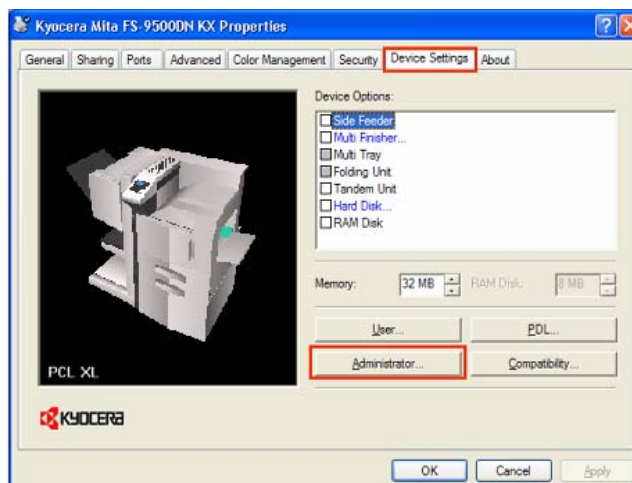 Kyocera Mita FS-9500DN KX Properties
General Sharing Ports Advanced Color Management Security Device Settings About
Device Options:
Side Feeder
Multi Finisher...
Multi Tray
Folding Unit
Tandem Unit
Hard Disk...
RAM Disk
Memory: 32 MB RAM Disk: 8 MB
User... PDL...
Administrator... Compatibility...
PCL XL
KYOCERA
OK Cancel Apply